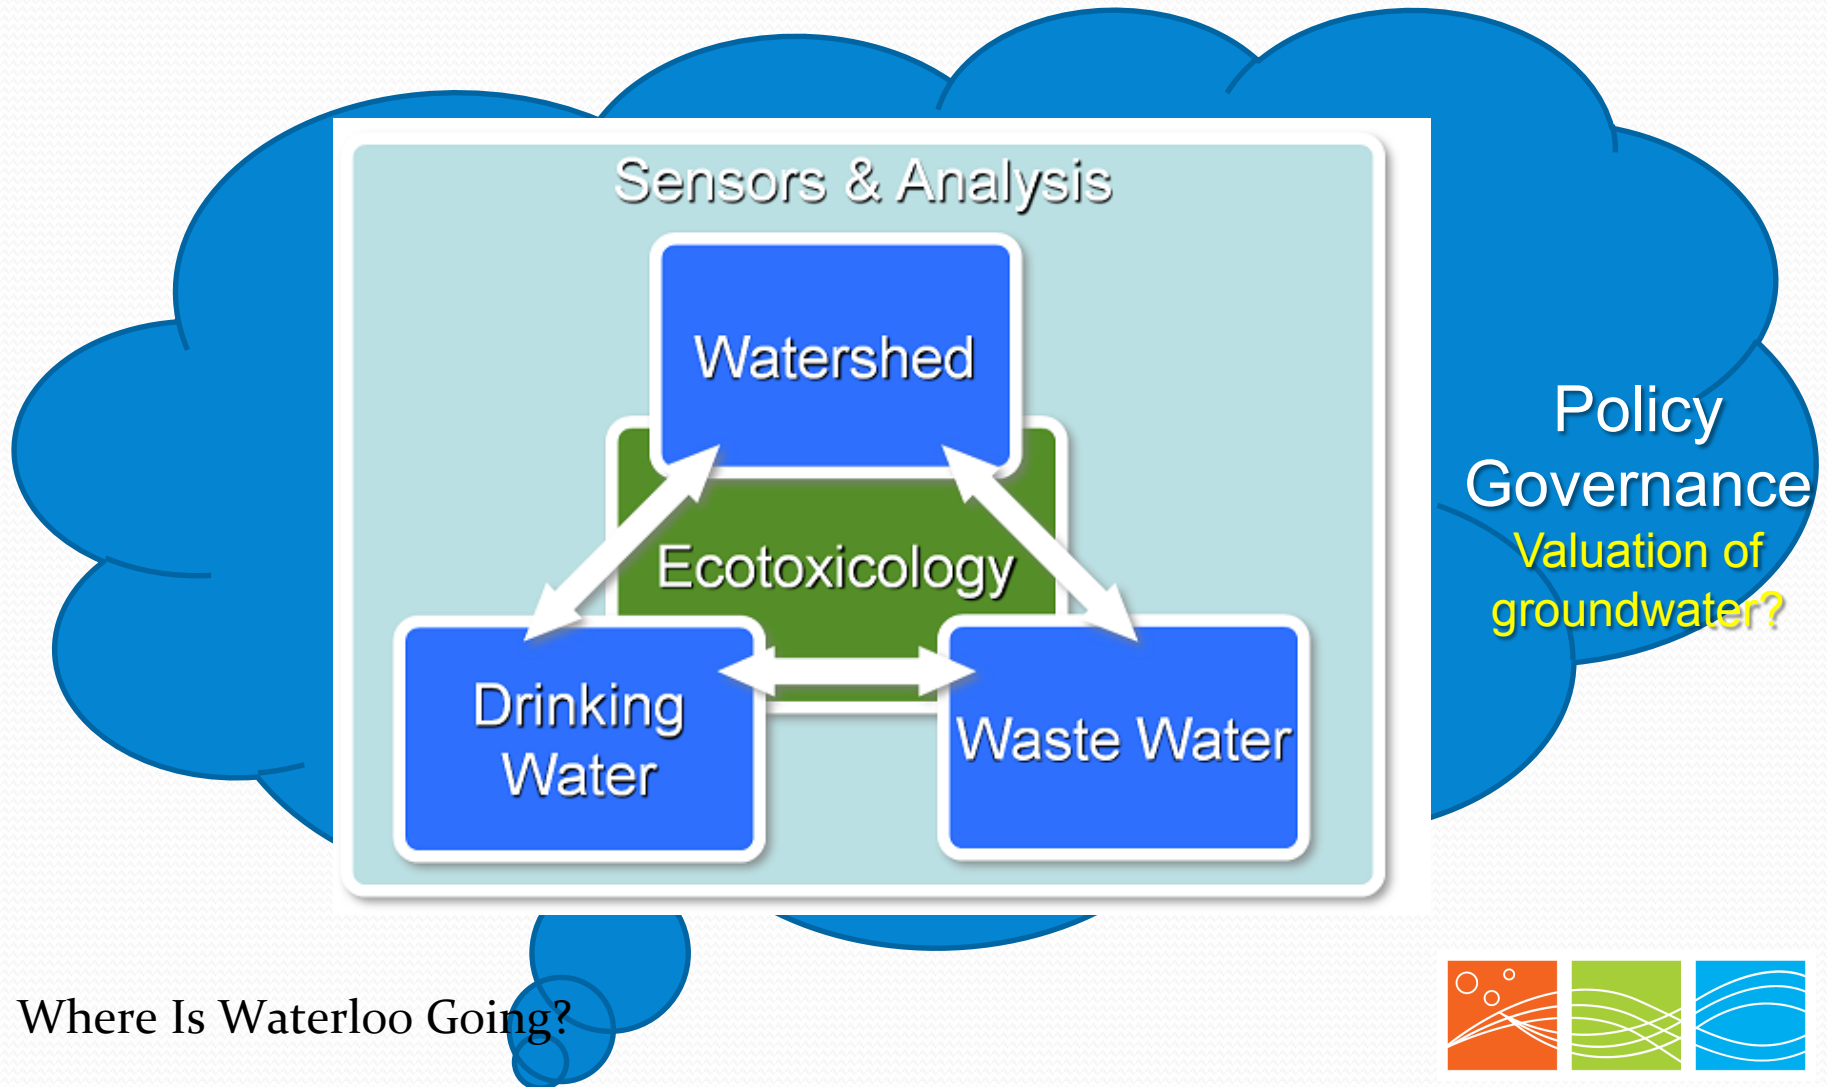 Sensors & Analysis
Watershed
Ecotoxicology
Drinking
Water
Waste Water
Policy
Governance
Valuation of
groundwater?
Where Is Waterloo Going?